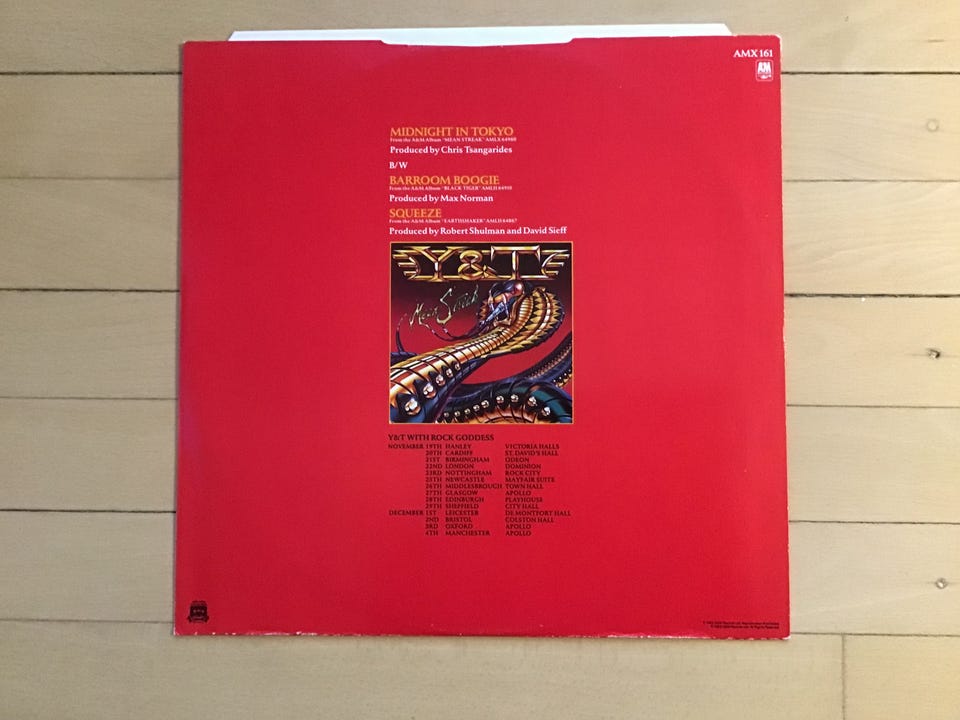 AMX 161
A&M
RECORDS
MIDNIGHT IN TOKYO
From the A&M Album "MEAN STREAK" AMLX 64960
Produced by Chris Tsangarides
B/W
BARROOM BOOGIE
From the A&M Album "BLACK TIGER" AMLH 64910
Produced by Max Norman
SQUEEZE
From the A&M Album "EARTHSHAKER" AMLH 64867
Produced by Robert Shulman and David Sieff
Y&T
Mean Streak
Y&T WITH ROCK GODDESS
NOVEMBER 19TH HANLEY VICTORIA HALLS
20TH CARDIFF ST. DAVID'S HALL
21ST BIRMINGHAM ODEON
22ND LONDON DOMINION
23RD NOTTINGHAM ROCK CITY
25TH NEWCASTLE MAYFAIR SUITE
26TH MIDDLESBROUGH TOWN HALL
27TH GLASGOW APOLLO
28TH EDINBURGH PLAYHOUSE
29TH SHEFFIELD CITY HALL
DECEMBER 1ST LEICESTER DE MONTFORT HALL
2ND BRISTOL COLSTON HALL
3RD OXFORD APOLLO
4TH MANCHESTER APOLLO